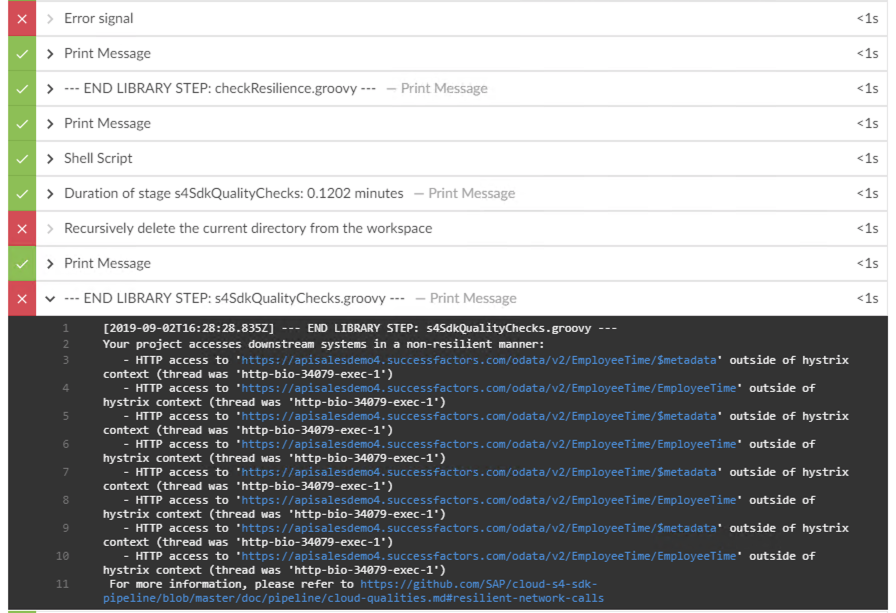 Error signal <1s
Print Message <1s
--- END LIBRARY STEP: checkResilience.groovy --- — Print Message <1s
Print Message <1s
Shell Script <1s
Duration of stage s4SdkQualityChecks: 0.1202 minutes — Print Message <1s
Recursively delete the current directory from the workspace <1s
Print Message <1s
--- END LIBRARY STEP: s4SdkQualityChecks.groovy --- — Print Message <1s
1 [2019-09-02T16:28:28.835Z] --- END LIBRARY STEP: s4SdkQualityChecks.groovy ---
2 Your project accesses downstream systems in a non-resilient manner:
3 - HTTP access to 'https://apisalesdemo4.successfactors.com/odata/v2/EmployeeTime/$metadata' outside of hystrix
context (thread was 'http-bio-34079-exec-1')
4 - HTTP access to 'https://apisalesdemo4.successfactors.com/odata/v2/EmployeeTime/EmployeeTime' outside of
hystrix context (thread was 'http-bio-34079-exec-1')
5 - HTTP access to 'https://apisalesdemo4.successfactors.com/odata/v2/EmployeeTime/$metadata' outside of hystrix
context (thread was 'http-bio-34079-exec-1')
6 - HTTP access to 'https://apisalesdemo4.successfactors.com/odata/v2/EmployeeTime/EmployeeTime' outside of
hystrix context (thread was 'http-bio-34079-exec-1')
7 - HTTP access to 'https://apisalesdemo4.successfactors.com/odata/v2/EmployeeTime/$metadata' outside of hystrix
context (thread was 'http-bio-34079-exec-1')
8 - HTTP access to 'https://apisalesdemo4.successfactors.com/odata/v2/EmployeeTime/EmployeeTime' outside of
hystrix context (thread was 'http-bio-34079-exec-1')
9 - HTTP access to 'https://apisalesdemo4.successfactors.com/odata/v2/EmployeeTime/$metadata' outside of hystrix
context (thread was 'http-bio-34079-exec-1')
10 - HTTP access to 'https://apisalesdemo4.successfactors.com/odata/v2/EmployeeTime/EmployeeTime' outside of
hystrix context (thread was 'http-bio-34079-exec-1')
11 For more information, please refer to https://github.com/SAP/cloud-s4-sdk-
pipeline/blob/master/doc/pipeline/cloud-qualities.md#resilient-network-calls